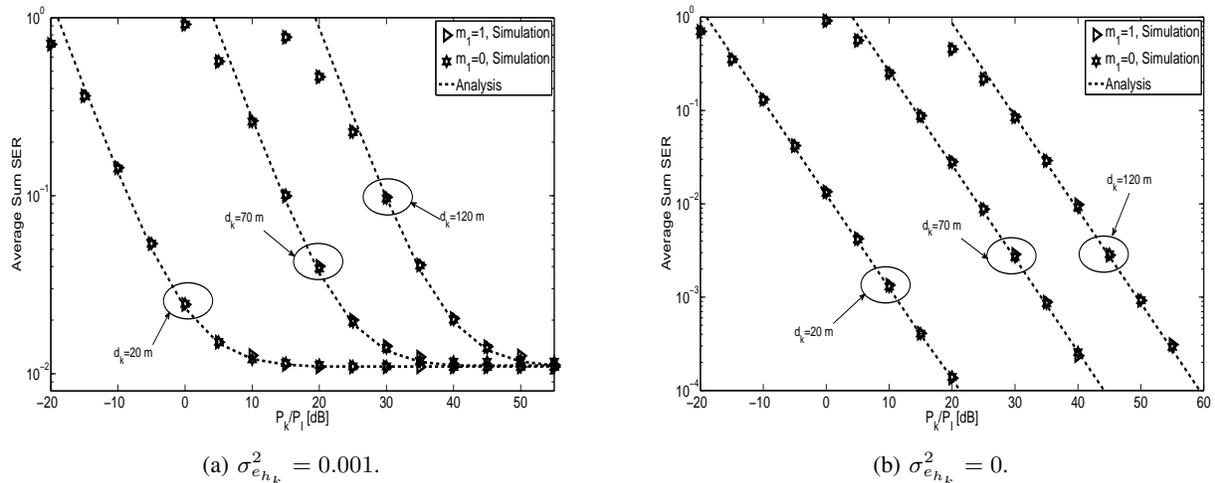 10^0
10^-1
10^-2
Average Sum SER
−20 −10 0 10 20 30 40 50
P_k/P_I [dB]
m_1=1, Simulation
m_1=0, Simulation
Analysis
d_k=70 m
d_k=120 m
d_k=20 m
(a) σ²_{e_{h_k}} = 0.001.
10^0
10^-1
10^-2
10^-3
10^-4
Average Sum SER
−20 −10 0 10 20 30 40 50 60
P_k/P_I [dB]
m_1=1, Simulation
m_1=0, Simulation
Analysis
d_k=120 m
d_k=70 m
d_k=20 m
(b) σ²_{e_{h_k}} = 0.